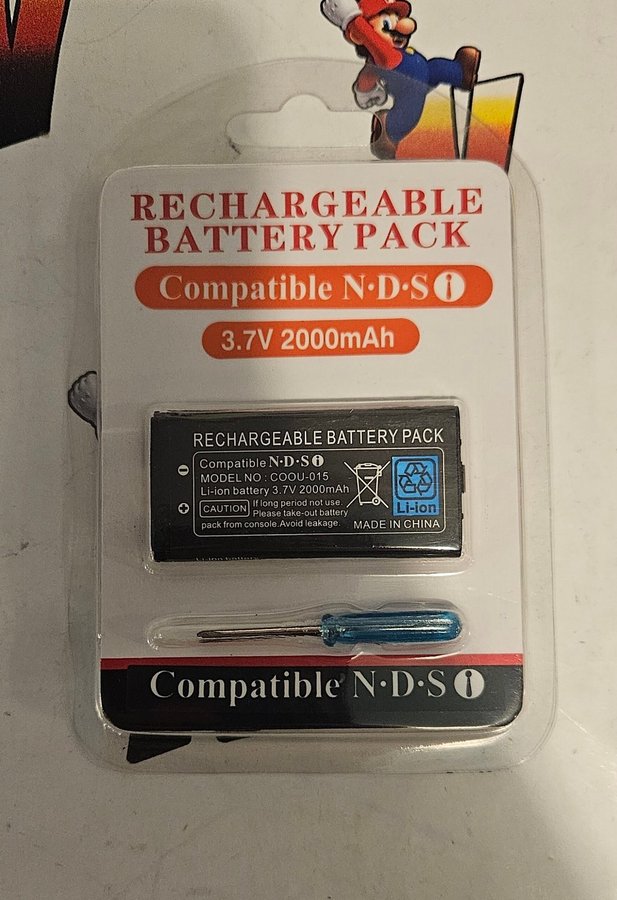 RECHARGEABLE
BATTERY PACK
Compatible N·D·S i
3.7V 2000mAh
RECHARGEABLE BATTERY PACK
Compatible N·D·S i
MODEL NO : COOU-015
Li-ion battery 3.7V 2000mAh
CAUTION If long period not use.
Please take-out battery
pack from console.Avoid leakage.
Li-ion
MADE IN CHINA
Compatible N·D·S i